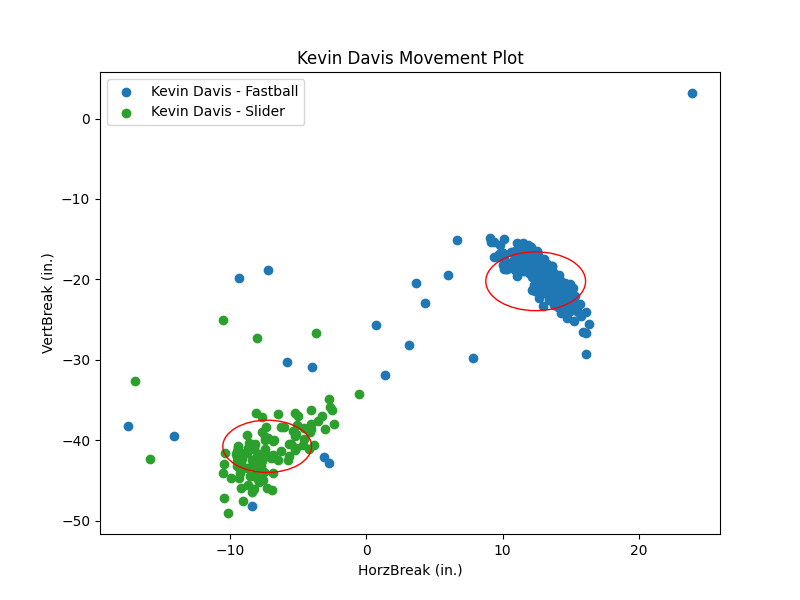 Kevin Davis Movement Plot
Kevin Davis - Fastball
Kevin Davis - Slider
VertBreak (in.)
0
−10
−20
−30
−40
−50
−10 0 10 20
HorzBreak (in.)